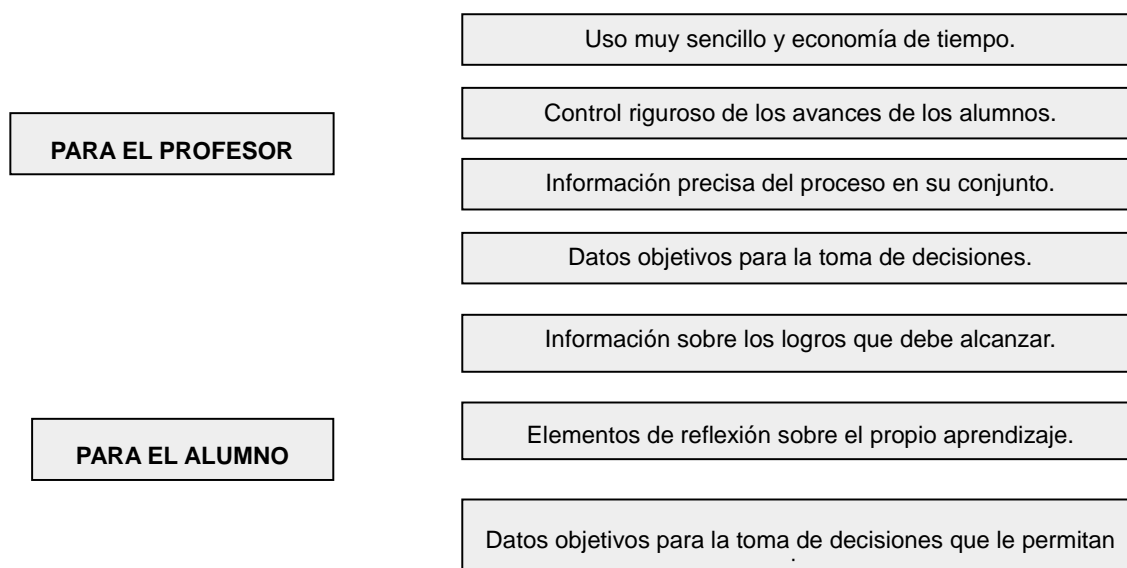 Uso muy sencillo y economía de tiempo.
Control riguroso de los avances de los alumnos.
PARA EL PROFESOR
Información precisa del proceso en su conjunto.
Datos objetivos para la toma de decisiones.
Información sobre los logros que debe alcanzar.
Elementos de reflexión sobre el propio aprendizaje.
PARA EL ALUMNO
Datos objetivos para la toma de decisiones que le permitan